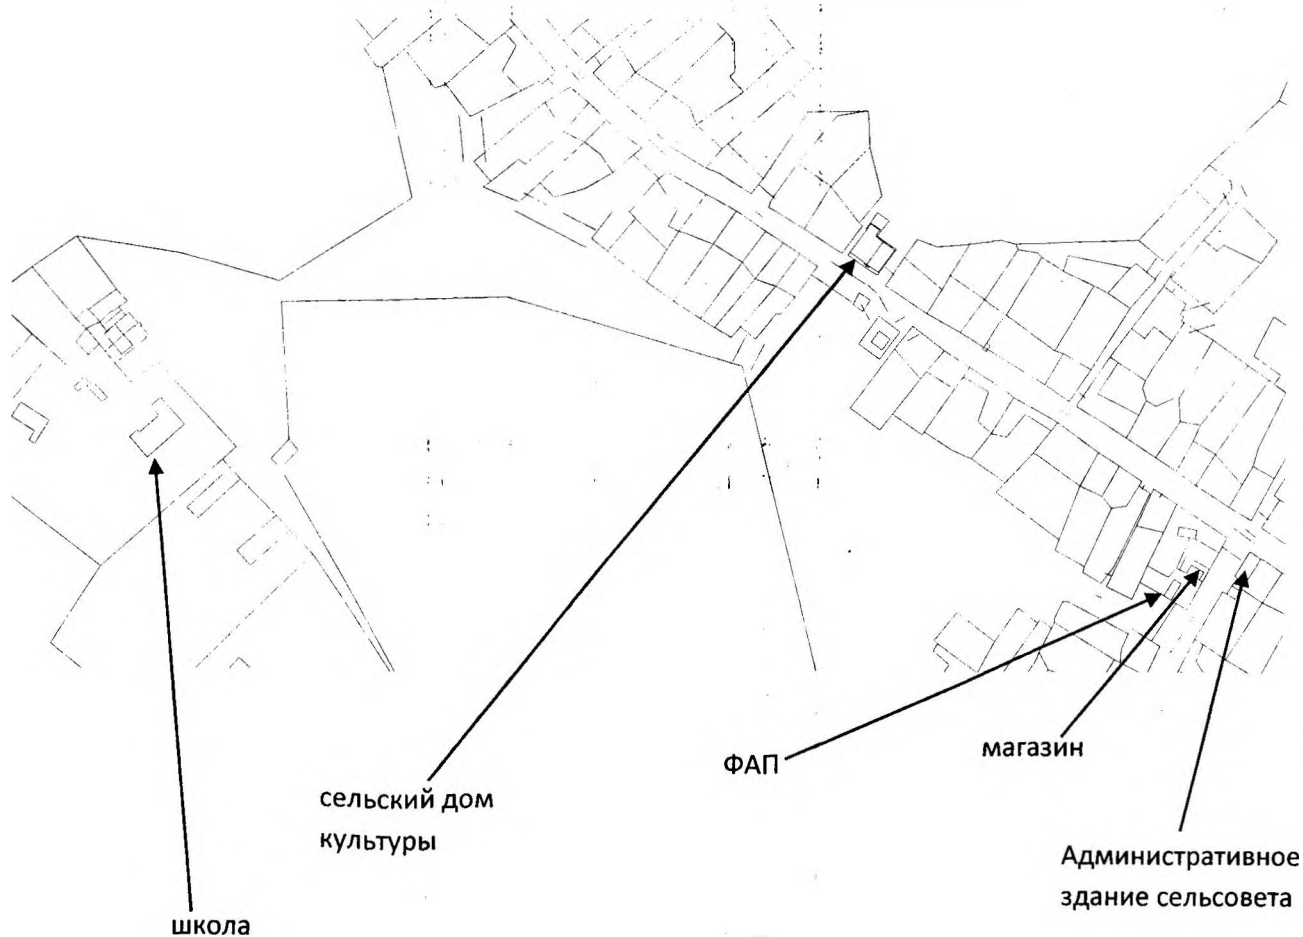 ФАП
магазин
сельский дом
культуры
Административное
здание сельсовета
школа